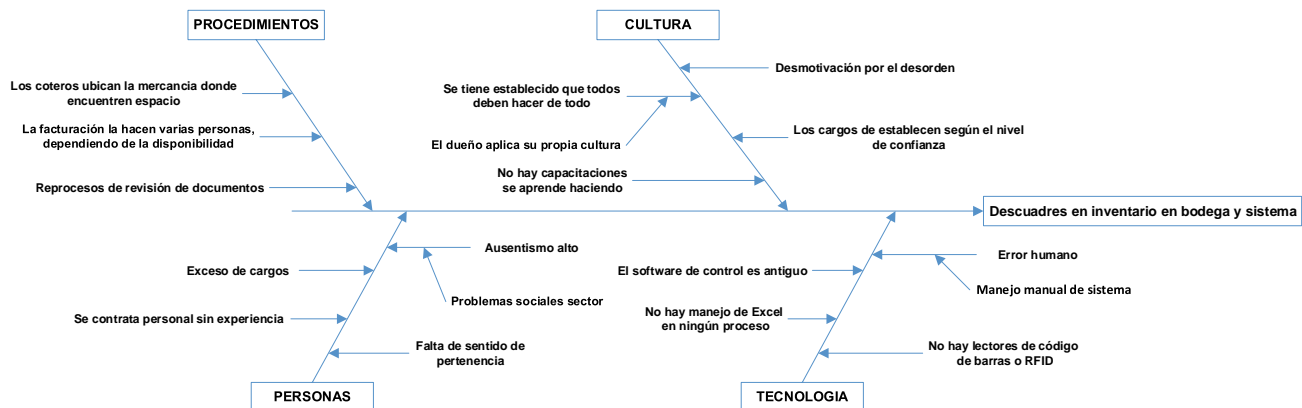 PROCEDIMIENTOS
CULTURA
Los coteros ubican la mercancia donde
encuentren espacio
La facturación la hacen varias personas,
dependiendo de la disponibilidad
Reprocesos de revisión de documentos
Desmotivación por el desorden
Se tiene establecido que todos
deben hacer de todo
El dueño aplica su propia cultura
Los cargos de establecen según el nivel
de confianza
No hay capacitaciones
se aprende haciendo
Descuadres en inventario en bodega y sistema
Ausentismo alto
Exceso de cargos
Problemas sociales sector
Se contrata personal sin experiencia
Falta de sentido de
pertenencia
PERSONAS
Error humano
El software de control es antiguo
Manejo manual de sistema
No hay manejo de Excel
en ningún proceso
No hay lectores de código
de barras o RFID
TECNOLOGIA